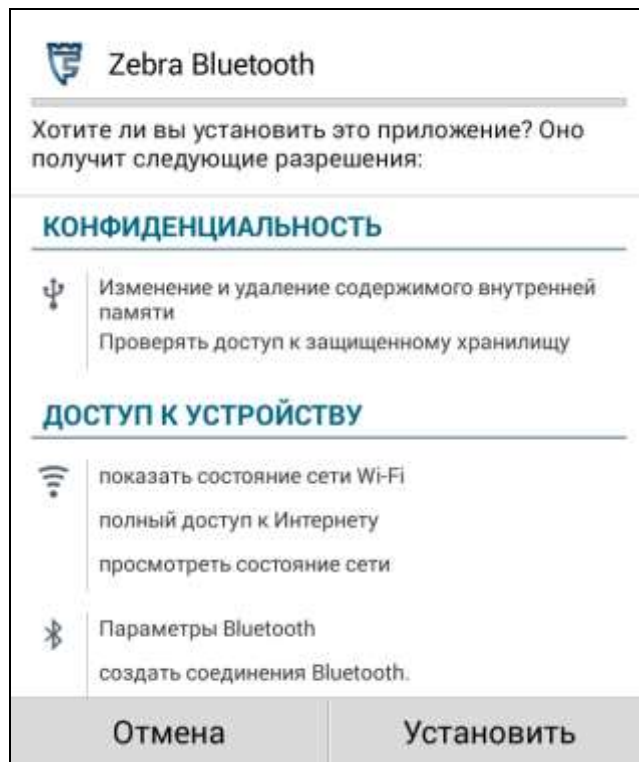 Zebra Bluetooth
Хотите ли вы установить это приложение? Оно
получит следующие разрешения:
КОНФИДЕНЦИАЛЬНОСТЬ
Изменение и удаление содержимого внутренней
памяти
Проверять доступ к защищенному хранилищу
ДОСТУП К УСТРОЙСТВУ
показать состояние сети Wi-Fi
полный доступ к Интернету
просмотреть состояние сети
Параметры Bluetooth
создать соединения Bluetooth.
Отмена
Установить